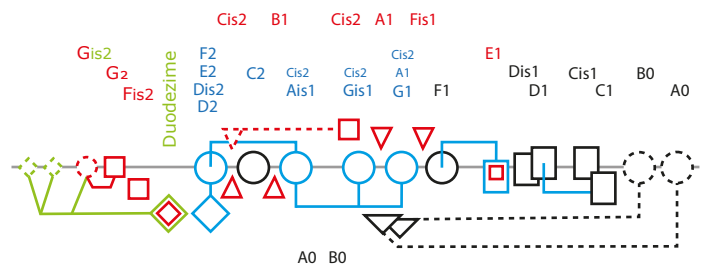 Cis2 B1 Cis2 A1 Fis1
Gis2
G2
Fis2
Duodezime
F2
E2
Dis2
D2
C2
Cis2
Ais1
Cis2
Gis1
Cis2
A1
G1
F1
E1
Dis1
D1
Cis1
C1
B0
A0
A0 B0